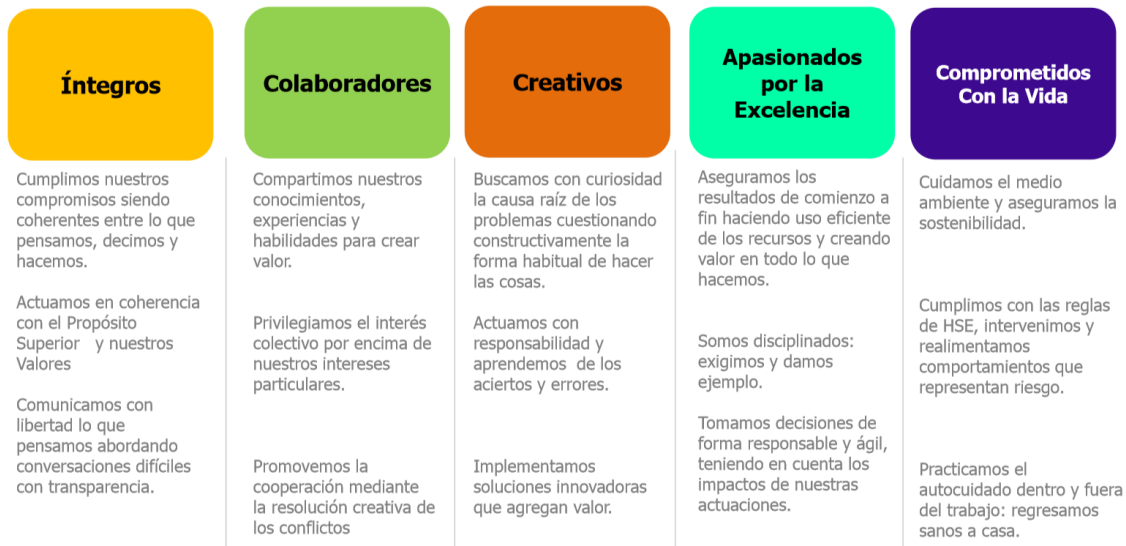 Íntegros
Cumplimos nuestros
compromisos siendo
coherentes entre lo que
pensamos, decimos y
hacemos.
Actuamos en coherencia
con el Propósito
Superior y nuestros
Valores
Comunicamos con
libertad lo que
pensamos abordando
conversaciones difíciles
con transparencia.
Colaboradores
Compartimos nuestros
conocimientos,
experiencias y
habilidades para crear
valor.
Privilegiamos el interés
colectivo por encima de
nuestros intereses
particulares.
Promovemos la
cooperación mediante
la resolución creativa de
los conflictos
Creativos
Buscamos con curiosidad
la causa raíz de los
problemas cuestionando
constructivamente la
forma habitual de hacer
las cosas.
Actuamos con
responsabilidad y
aprendemos de los
aciertos y errores.
Implementamos
soluciones innovadoras
que agregan valor.
Apasionados
por la
Excelencia
Aseguramos los
resultados de comienzo a
fin haciendo uso eficiente
de los recursos y creando
valor en todo lo que
hacemos.
Somos disciplinados:
exigimos y damos
ejemplo.
Tomamos decisiones de
forma responsable y ágil,
teniendo en cuenta los
impactos de nuestras
actuaciones.
Comprometidos
Con la Vida
Cuidamos el medio
ambiente y aseguramos la
sostenibilidad.
Cumplimos con las reglas
de HSE, intervenimos y
realimentamos
comportamientos que
representan riesgo.
Practicamos el
autocuidado dentro y fuera
del trabajo: regresamos
sanos a casa.